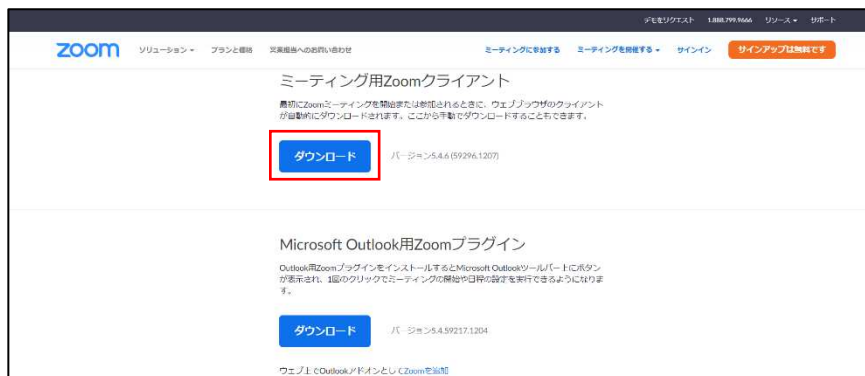 デモをリクエスト 1.888.799.9666 リソース サポート
zoom ソリューション プランと価格 営業担当へのお問い合わせ ミーティングに参加する ミーティングを開催する サインイン サインアップは無料です
ミーティング用Zoomクライアント
最初にZoomミーティングを開始または参加されるときに、ウェブブラウザのクライアント
が自動的にダウンロードされます。ここから手動でダウンロードすることもできます。
ダウンロード バージョン5.4.6 (59296.1207)
Microsoft Outlook用Zoomプラグイン
Outlook用ZoomプラグインをインストールするとMicrosoft Outlookツールバー上にボタン
が表示され、1回のクリックでミーティングの開始や日程の設定を実行できるようになりま
す。
ダウンロード バージョン5.4.59217.1204
ウェブ上でOutlookアドオンとしてZoomを追加